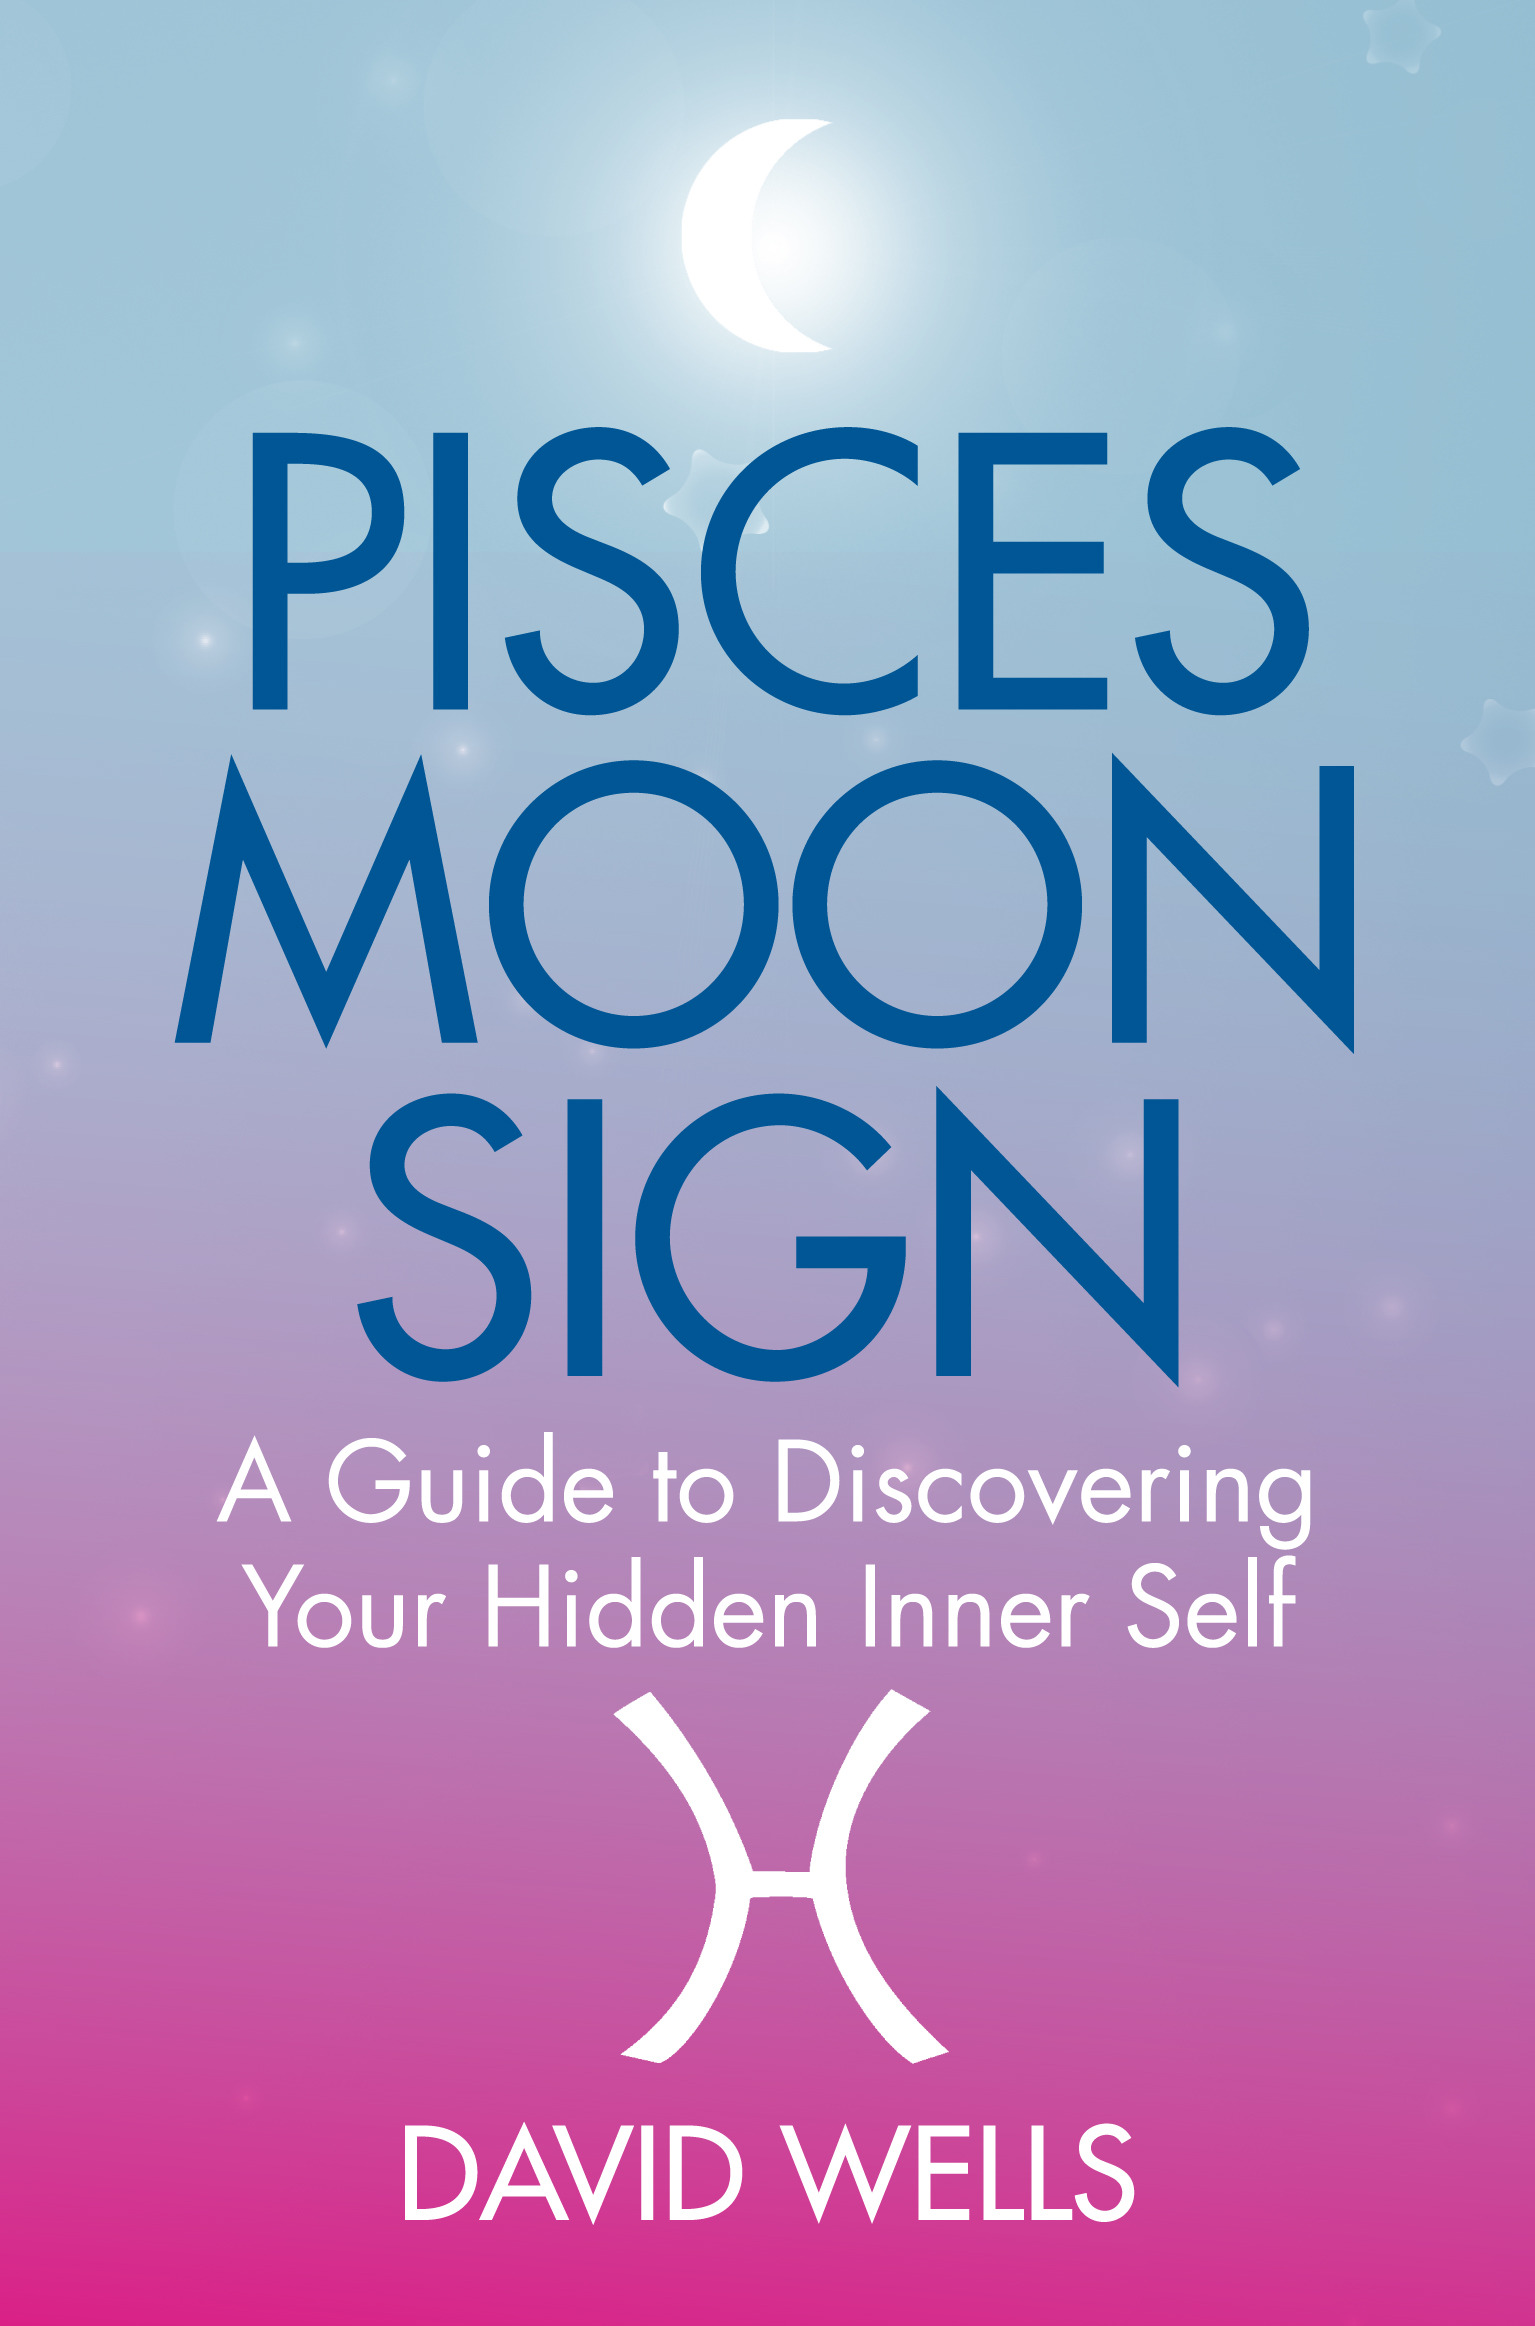 PISCES
MOON
SIGN
A Guide to Discovering
Your Hidden Inner Self
DAVID WELLS